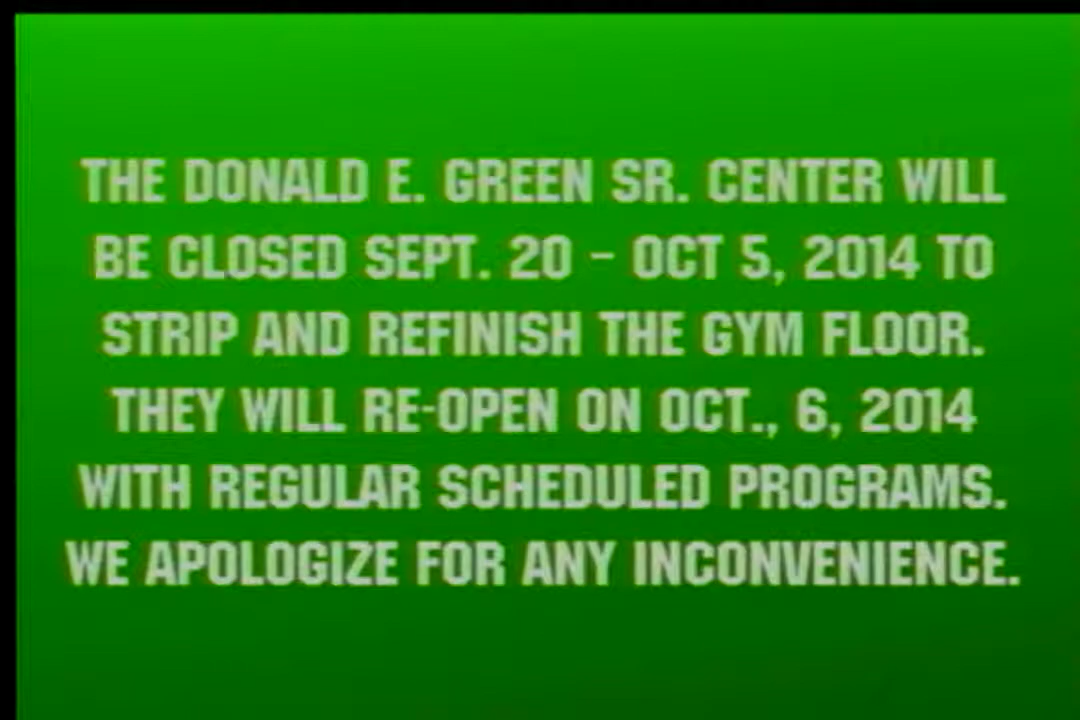 THE DONALD E. GREEN SR. CENTER WILL
BE CLOSED SEPT. 20 - OCT 5, 2014 TO
STRIP AND REFINISH THE GYM FLOOR.
THEY WILL RE-OPEN ON OCT., 6, 2014
WITH REGULAR SCHEDULED PROGRAMS.
WE APOLOGIZE FOR ANY INCONVENIENCE.